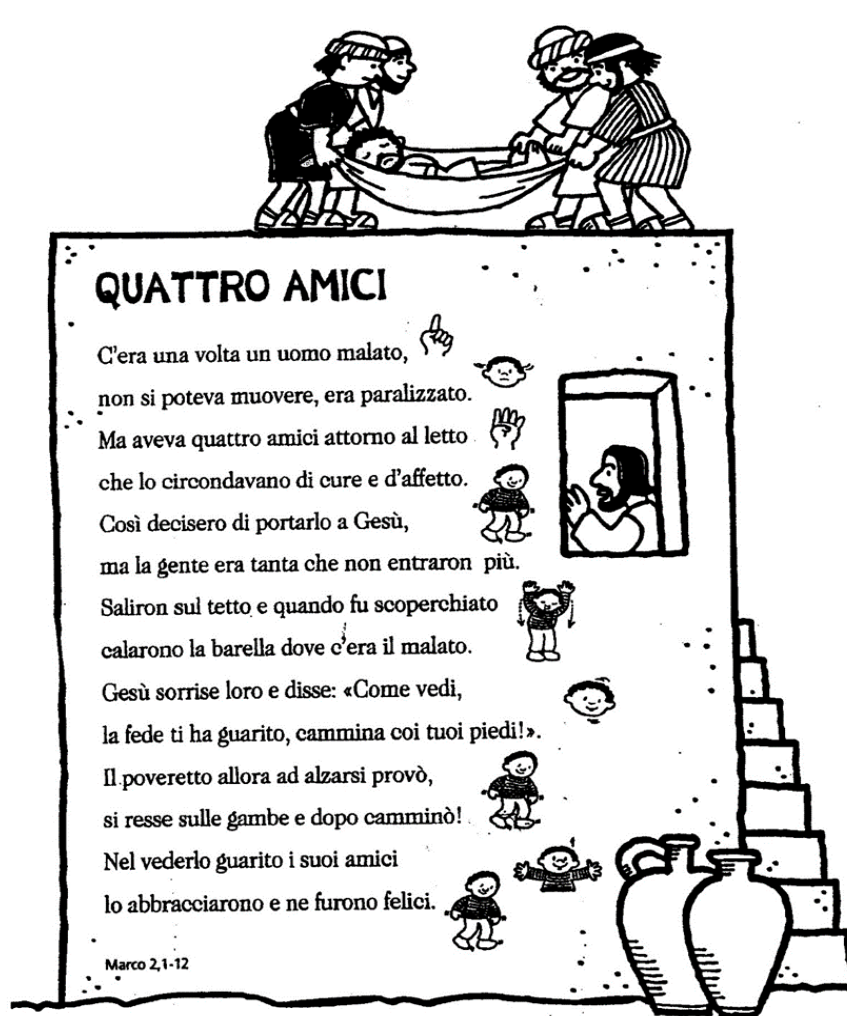 QUATTRO AMICI
C'era una volta un uomo malato,
non si poteva muovere, era paralizzato.
Ma aveva quattro amici attorno al letto
che lo circondavano di cure e d'affetto.
Così decisero di portarlo a Gesù,
ma la gente era tanta che non entraron più.
Saliron sul tetto e quando fu scoperchiato
calarono la barella dove c'era il malato.
Gesù sorrise loro e disse: «Come vedi,
la fede ti ha guarito, cammina coi tuoi piedi!».
Il poveretto allora ad alzarsi provò,
si resse sulle gambe e dopo camminò!
Nel vederlo guarito i suoi amici
lo abbracciarono e ne furono felici.
Marco 2,1-12